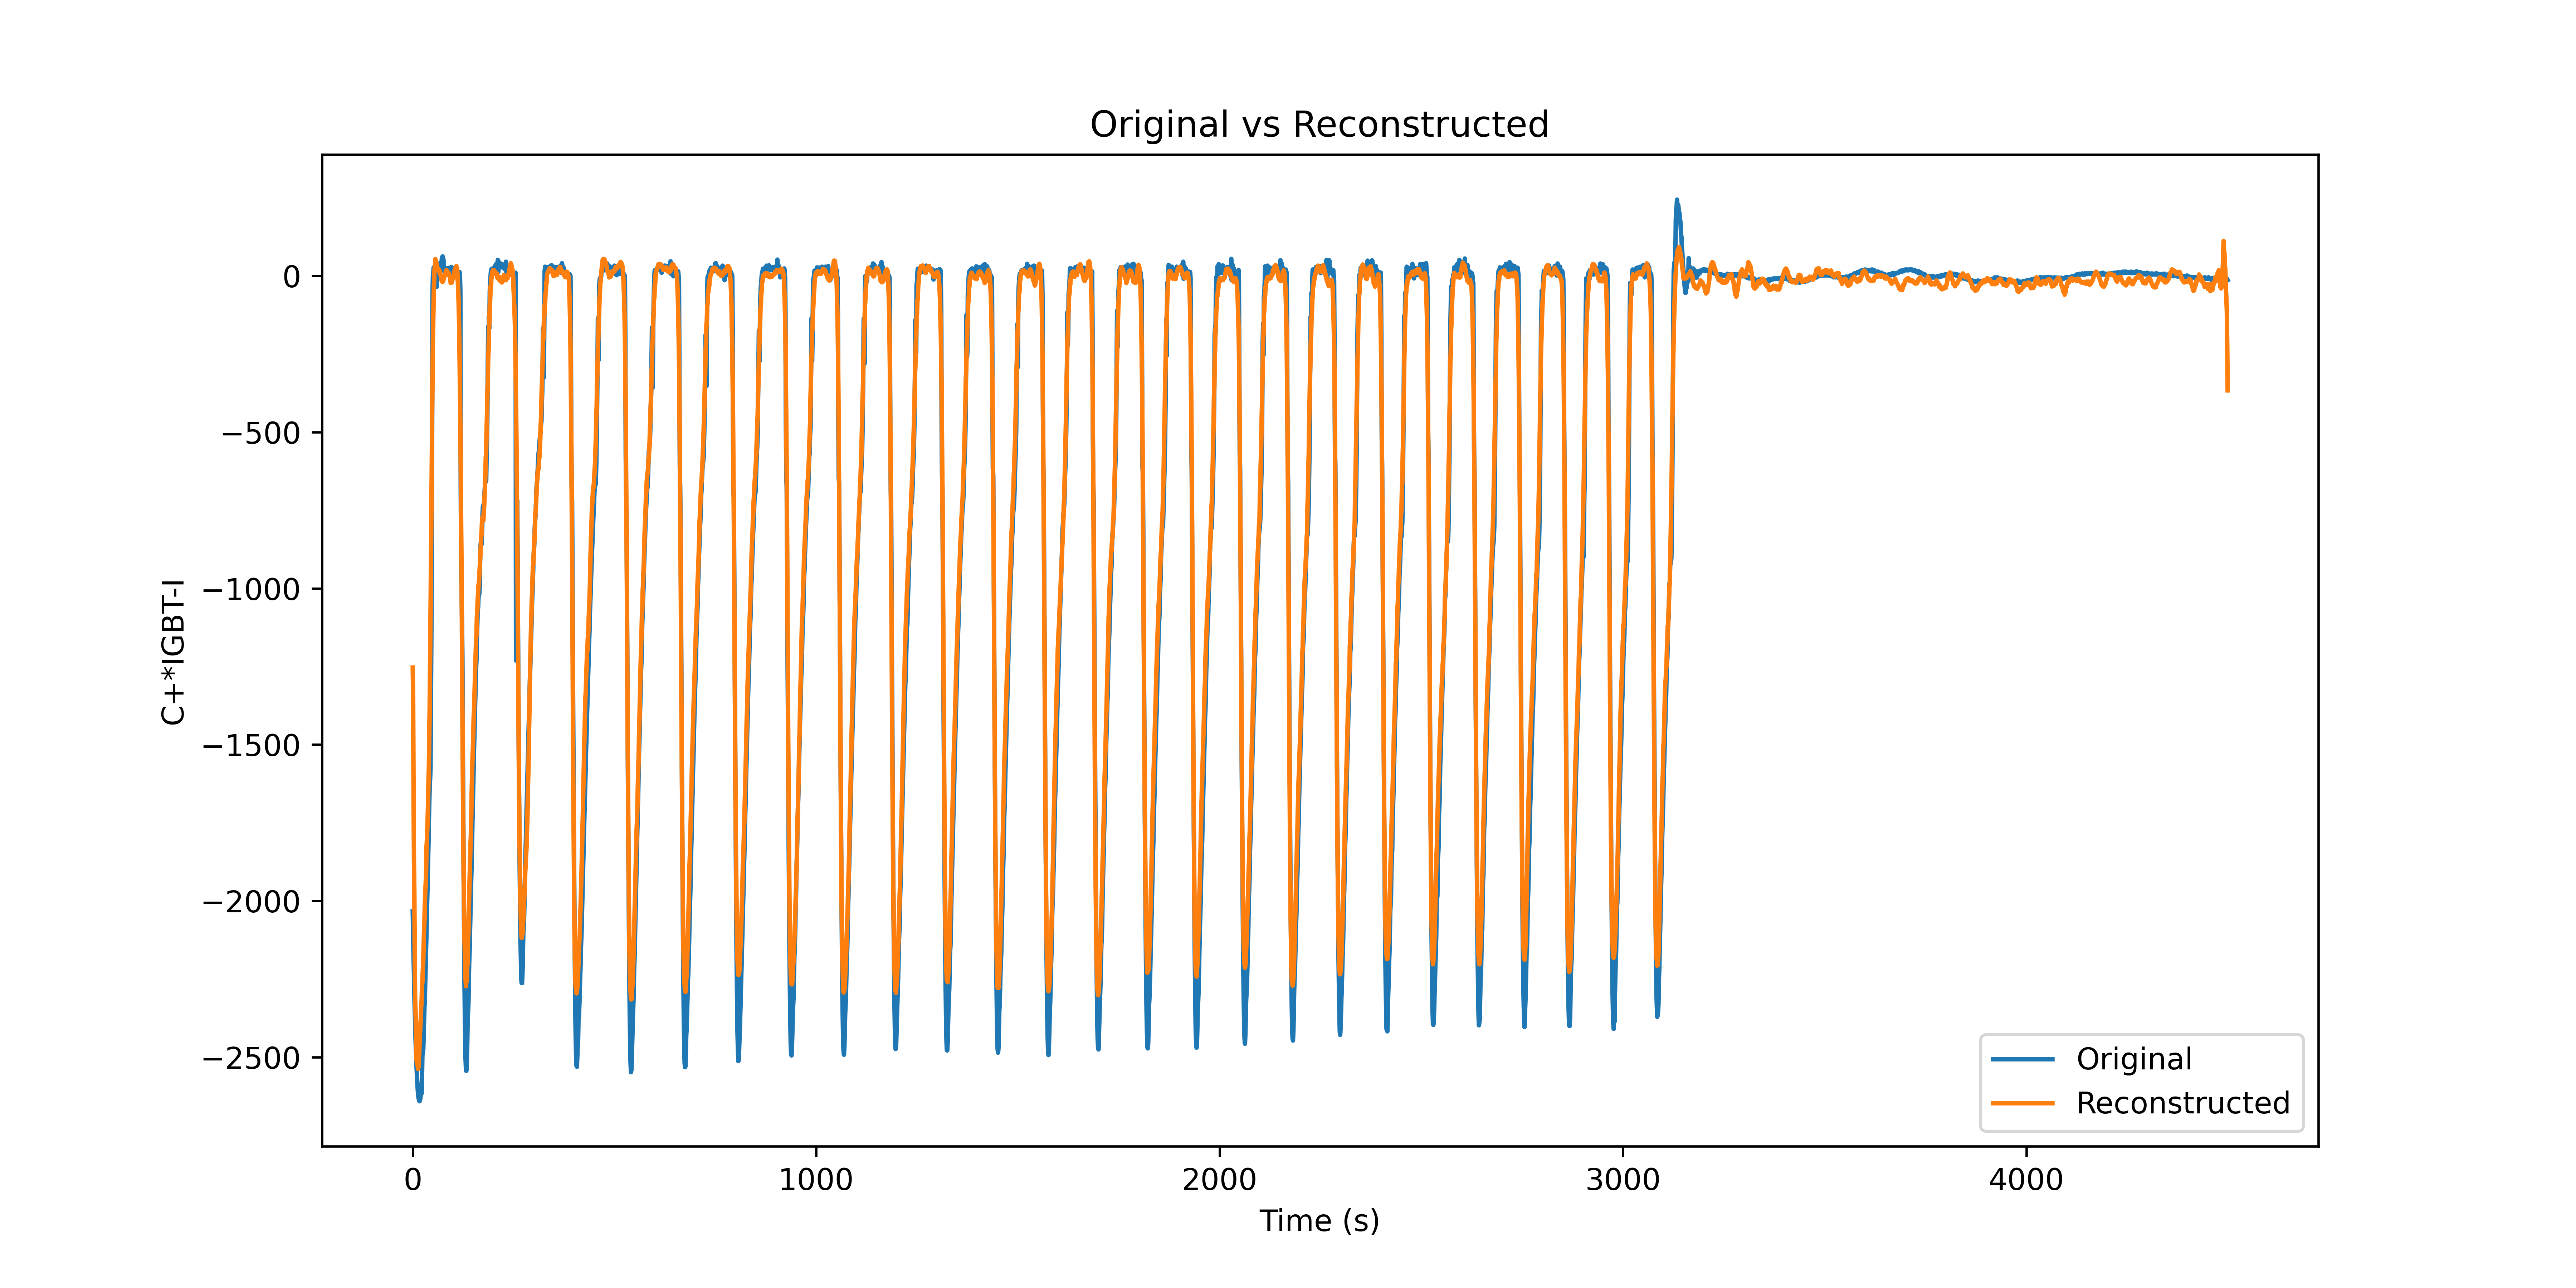 Original vs Reconstructed
C+*IGBT-I
0
−500
−1000
−1500
−2000
−2500
0
1000
2000
3000
4000
Time (s)
Original
Reconstructed